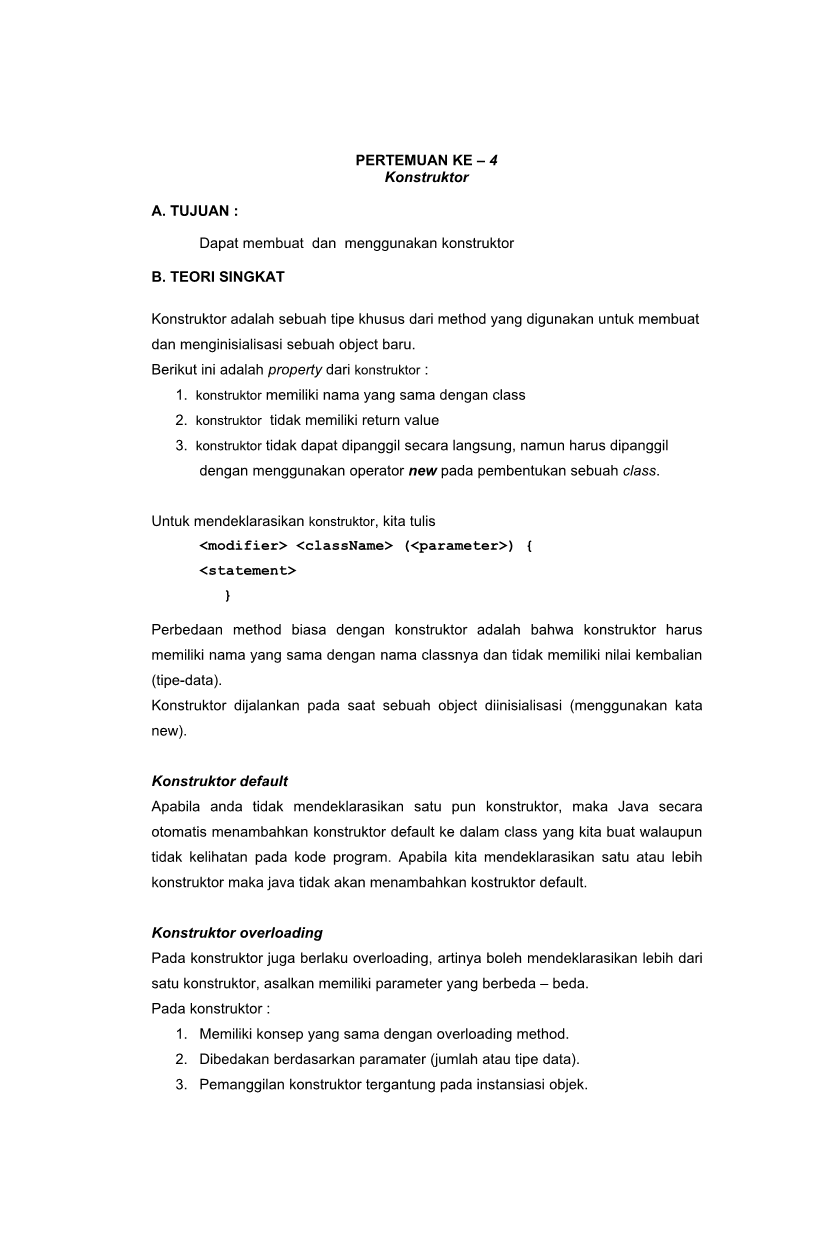 PERTEMUAN KE – 4
Konstruktor
A. TUJUAN :
Dapat membuat dan menggunakan konstruktor
B. TEORI SINGKAT
Konstruktor adalah sebuah tipe khusus dari method yang digunakan untuk membuat
dan menginisialisasi sebuah object baru.
Berikut ini adalah property dari konstruktor :
1. konstruktor memiliki nama yang sama dengan class
2. konstruktor tidak memiliki return value
3. konstruktor tidak dapat dipanggil secara langsung, namun harus dipanggil
dengan menggunakan operator new pada pembentukan sebuah class.
Untuk mendeklarasikan konstruktor, kita tulis
<modifier> <className> (<parameter>) {
<statement>
}
Perbedaan method biasa dengan konstruktor adalah bahwa konstruktor harus
memiliki nama yang sama dengan nama classnya dan tidak memiliki nilai kembalian
(tipe-data).
Konstruktor dijalankan pada saat sebuah object diinisialisasi (menggunakan kata
new).
Konstruktor default
Apabila anda tidak mendeklarasikan satu pun konstruktor, maka Java secara
otomatis menambahkan konstruktor default ke dalam class yang kita buat walaupun
tidak kelihatan pada kode program. Apabila kita mendeklarasikan satu atau lebih
konstruktor maka java tidak akan menambahkan kostruktor default.
Konstruktor overloading
Pada konstruktor juga berlaku overloading, artinya boleh mendeklarasikan lebih dari
satu konstruktor, asalkan memiliki parameter yang berbeda – beda.
Pada konstruktor :
1. Memiliki konsep yang sama dengan overloading method.
2. Dibedakan berdasarkan paramater (jumlah atau tipe data).
3. Pemanggilan konstruktor tergantung pada instansiasi objek.